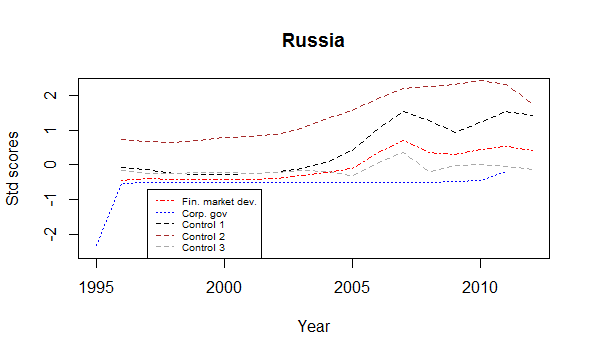 Russia
Std scores
2
1
0
-1
-2
Fin. market dev.
Corp. gov
Control 1
Control 2
Control 3
1995 2000 2005 2010
Year